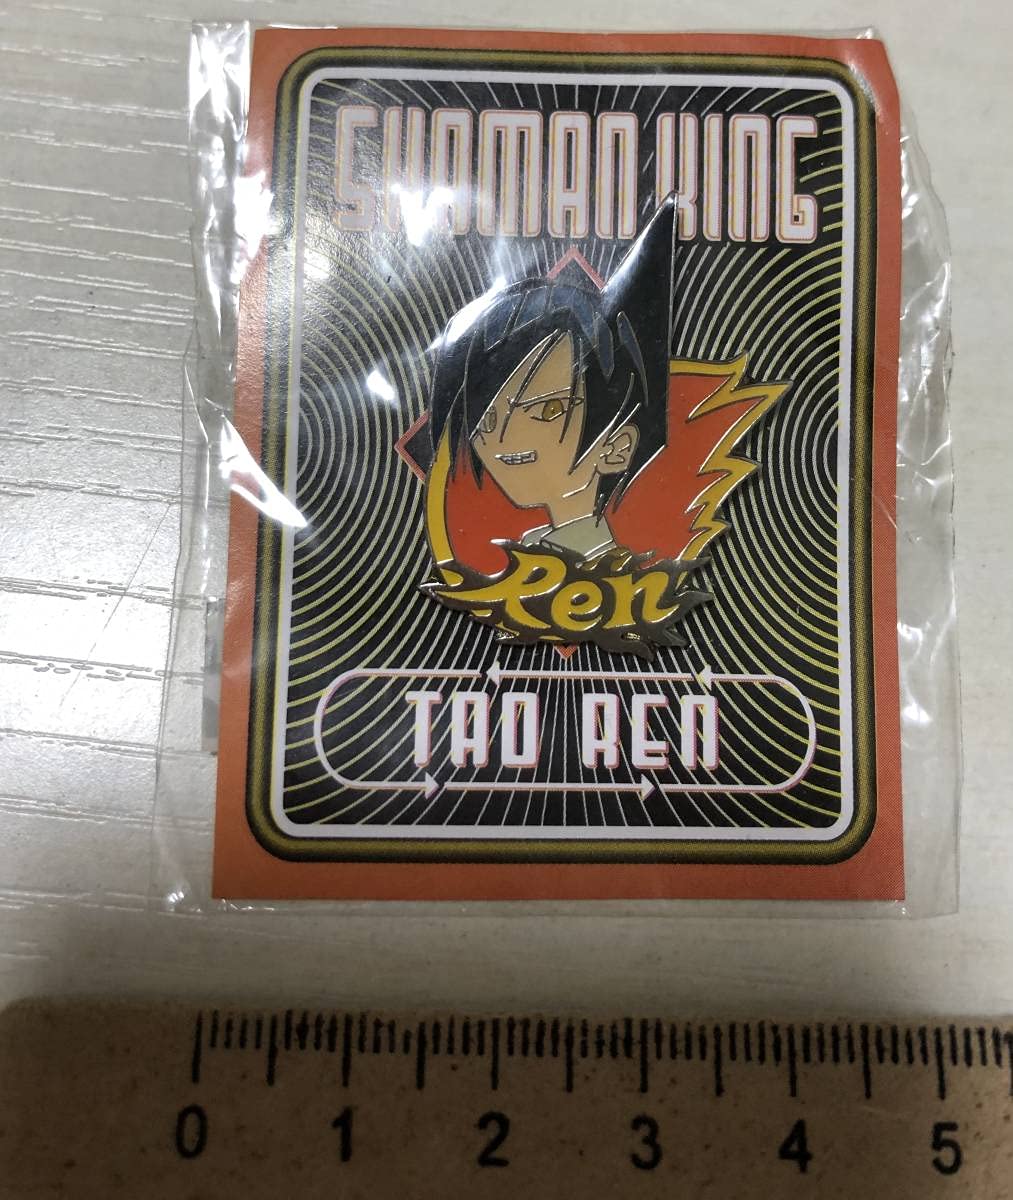 SHAMAN KING
Ren
TAO REN
0 1 2 3 4 5